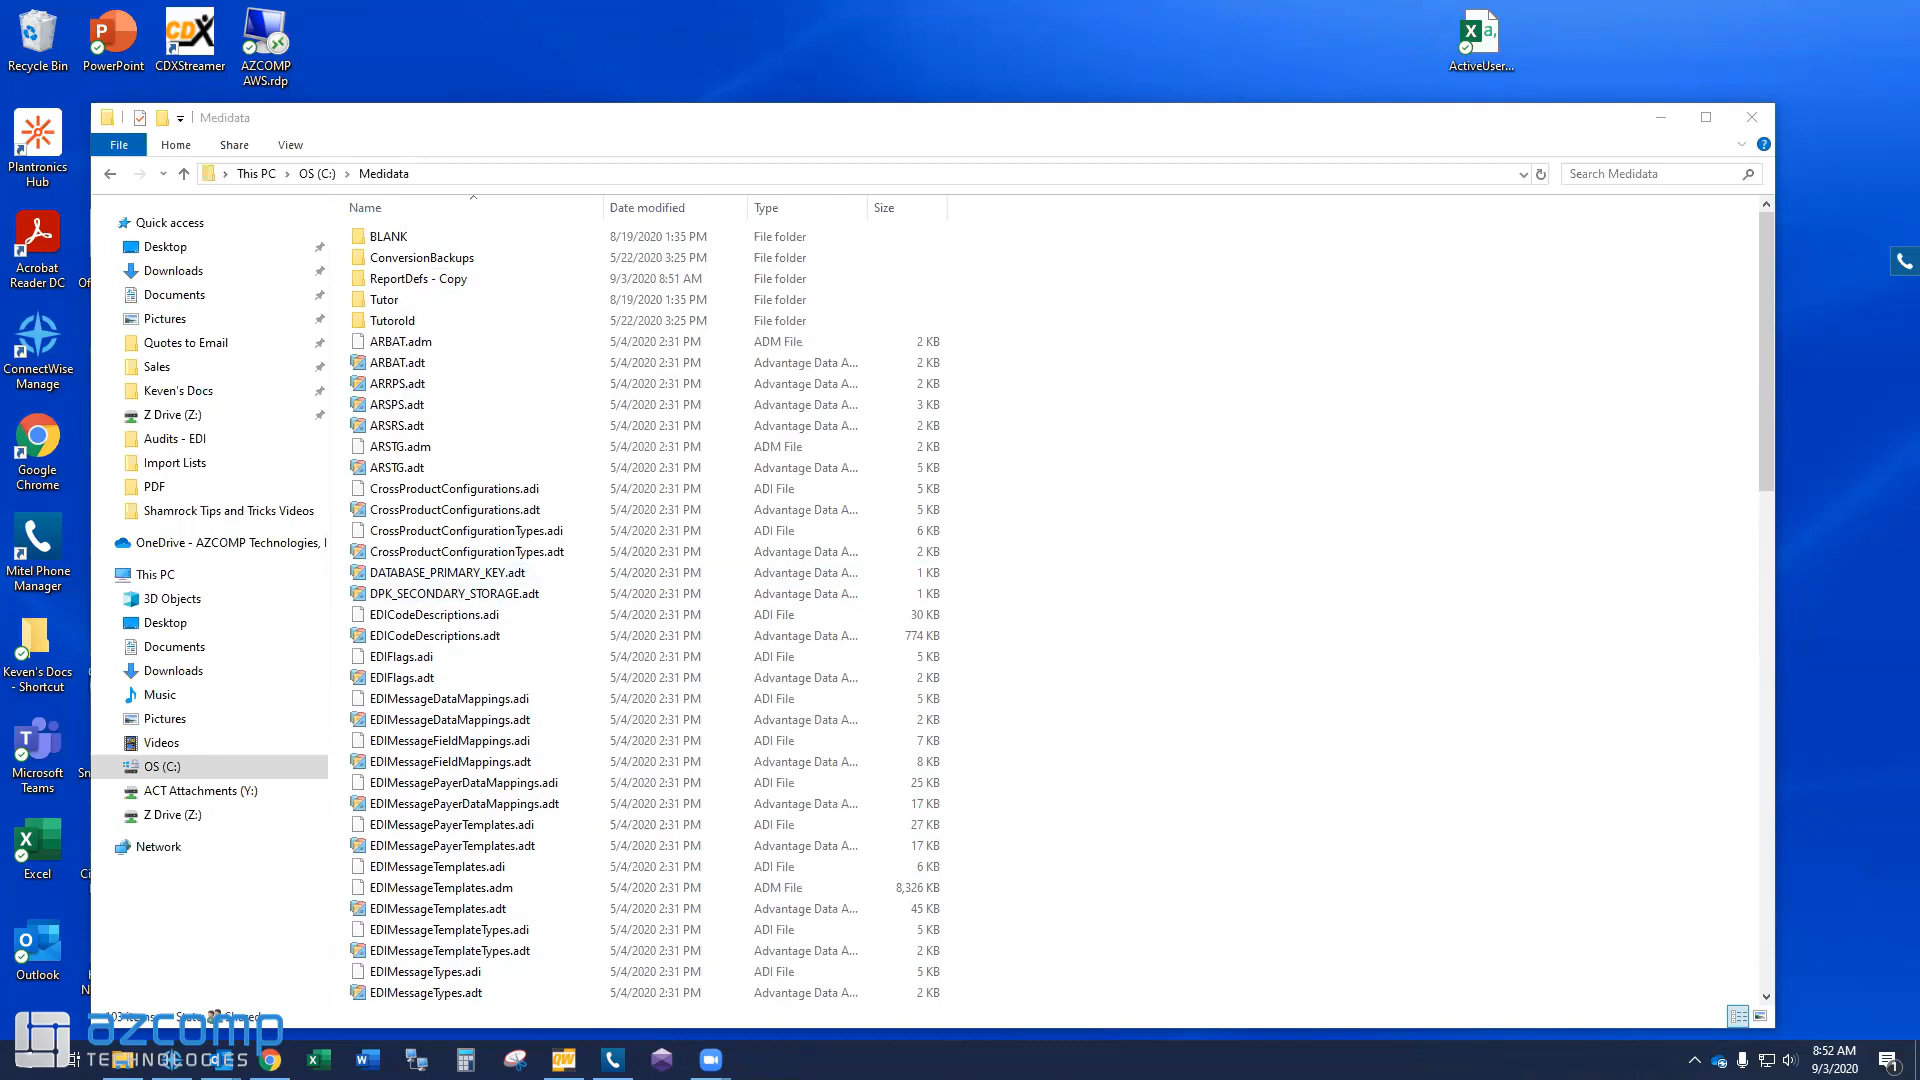 Recycle Bin
PowerPoint
CDXStreamer
AZCOMP
AWS.rdp
ActiveUser...
Plantronics
Hub
Acrobat
Reader DC
ConnectWise
Manage
Google
Chrome
Mitel Phone
Manager
Keven's Docs
- Shortcut
Microsoft
Teams
Excel
Outlook
Medidata
File
Home
Share
View
This PC
OS (C:)
Medidata
Search Medidata
Quick access
Desktop
Downloads
Documents
Pictures
Quotes to Email
Sales
Keven's Docs
Z Drive (Z:)
Audits - EDI
Import Lists
PDF
Shamrock Tips and Tricks Videos
OneDrive - AZCOMP Technologies, I
This PC
3D Objects
Desktop
Documents
Downloads
Music
Pictures
Videos
OS (C:)
ACT Attachments (Y:)
Z Drive (Z:)
Network
Name Date modified Type Size
BLANK 8/19/2020 1:35 PM File folder
ConversionBackups 5/22/2020 3:25 PM File folder
ReportDefs - Copy 9/3/2020 8:51 AM File folder
Tutor 8/19/2020 1:35 PM File folder
Tutorold 5/22/2020 3:25 PM File folder
ARBAT.adm 5/4/2020 2:31 PM ADM File 2 KB
ARBAT.adt 5/4/2020 2:31 PM Advantage Data A... 2 KB
ARRPS.adt 5/4/2020 2:31 PM Advantage Data A... 2 KB
ARSPS.adt 5/4/2020 2:31 PM Advantage Data A... 3 KB
ARSRS.adt 5/4/2020 2:31 PM Advantage Data A... 2 KB
ARSTG.adm 5/4/2020 2:31 PM ADM File 2 KB
ARSTG.adt 5/4/2020 2:31 PM Advantage Data A... 5 KB
CrossProductConfigurations.adi 5/4/2020 2:31 PM ADI File 5 KB
CrossProductConfigurations.adt 5/4/2020 2:31 PM Advantage Data A... 5 KB
CrossProductConfigurationTypes.adi 5/4/2020 2:31 PM ADI File 6 KB
CrossProductConfigurationTypes.adt 5/4/2020 2:31 PM Advantage Data A... 2 KB
DATABASE_PRIMARY_KEY.adt 5/4/2020 2:31 PM Advantage Data A... 1 KB
DPK_SECONDARY_STORAGE.adt 5/4/2020 2:31 PM Advantage Data A... 1 KB
EDICodeDescriptions.adi 5/4/2020 2:31 PM ADI File 30 KB
EDICodeDescriptions.adt 5/4/2020 2:31 PM Advantage Data A... 774 KB
EDIFlags.adi 5/4/2020 2:31 PM ADI File 5 KB
EDIFlags.adt 5/4/2020 2:31 PM Advantage Data A... 2 KB
EDIMessageDataMappings.adi 5/4/2020 2:31 PM ADI File 5 KB
EDIMessageDataMappings.adt 5/4/2020 2:31 PM Advantage Data A... 2 KB
EDIMessageFieldMappings.adi 5/4/2020 2:31 PM ADI File 7 KB
EDIMessageFieldMappings.adt 5/4/2020 2:31 PM Advantage Data A... 8 KB
EDIMessagePayerDataMappings.adi 5/4/2020 2:31 PM ADI File 25 KB
EDIMessagePayerDataMappings.adt 5/4/2020 2:31 PM Advantage Data A... 17 KB
EDIMessagePayerTemplates.adi 5/4/2020 2:31 PM ADI File 27 KB
EDIMessagePayerTemplates.adt 5/4/2020 2:31 PM Advantage Data A... 17 KB
EDIMessageTemplates.adi 5/4/2020 2:31 PM ADI File 6 KB
EDIMessageTemplates.adm 5/4/2020 2:31 PM ADM File 8,326 KB
EDIMessageTemplates.adt 5/4/2020 2:31 PM Advantage Data A... 45 KB
EDIMessageTemplateTypes.adi 5/4/2020 2:31 PM ADI File 5 KB
EDIMessageTemplateTypes.adt 5/4/2020 2:31 PM Advantage Data A... 2 KB
EDIMessageTypes.adi 5/4/2020 2:31 PM ADI File 5 KB
EDIMessageTypes.adt 5/4/2020 2:31 PM Advantage Data A... 2 KB
azcomp
TECHNOLOGIES
QW
8:52 AM
9/3/2020
1